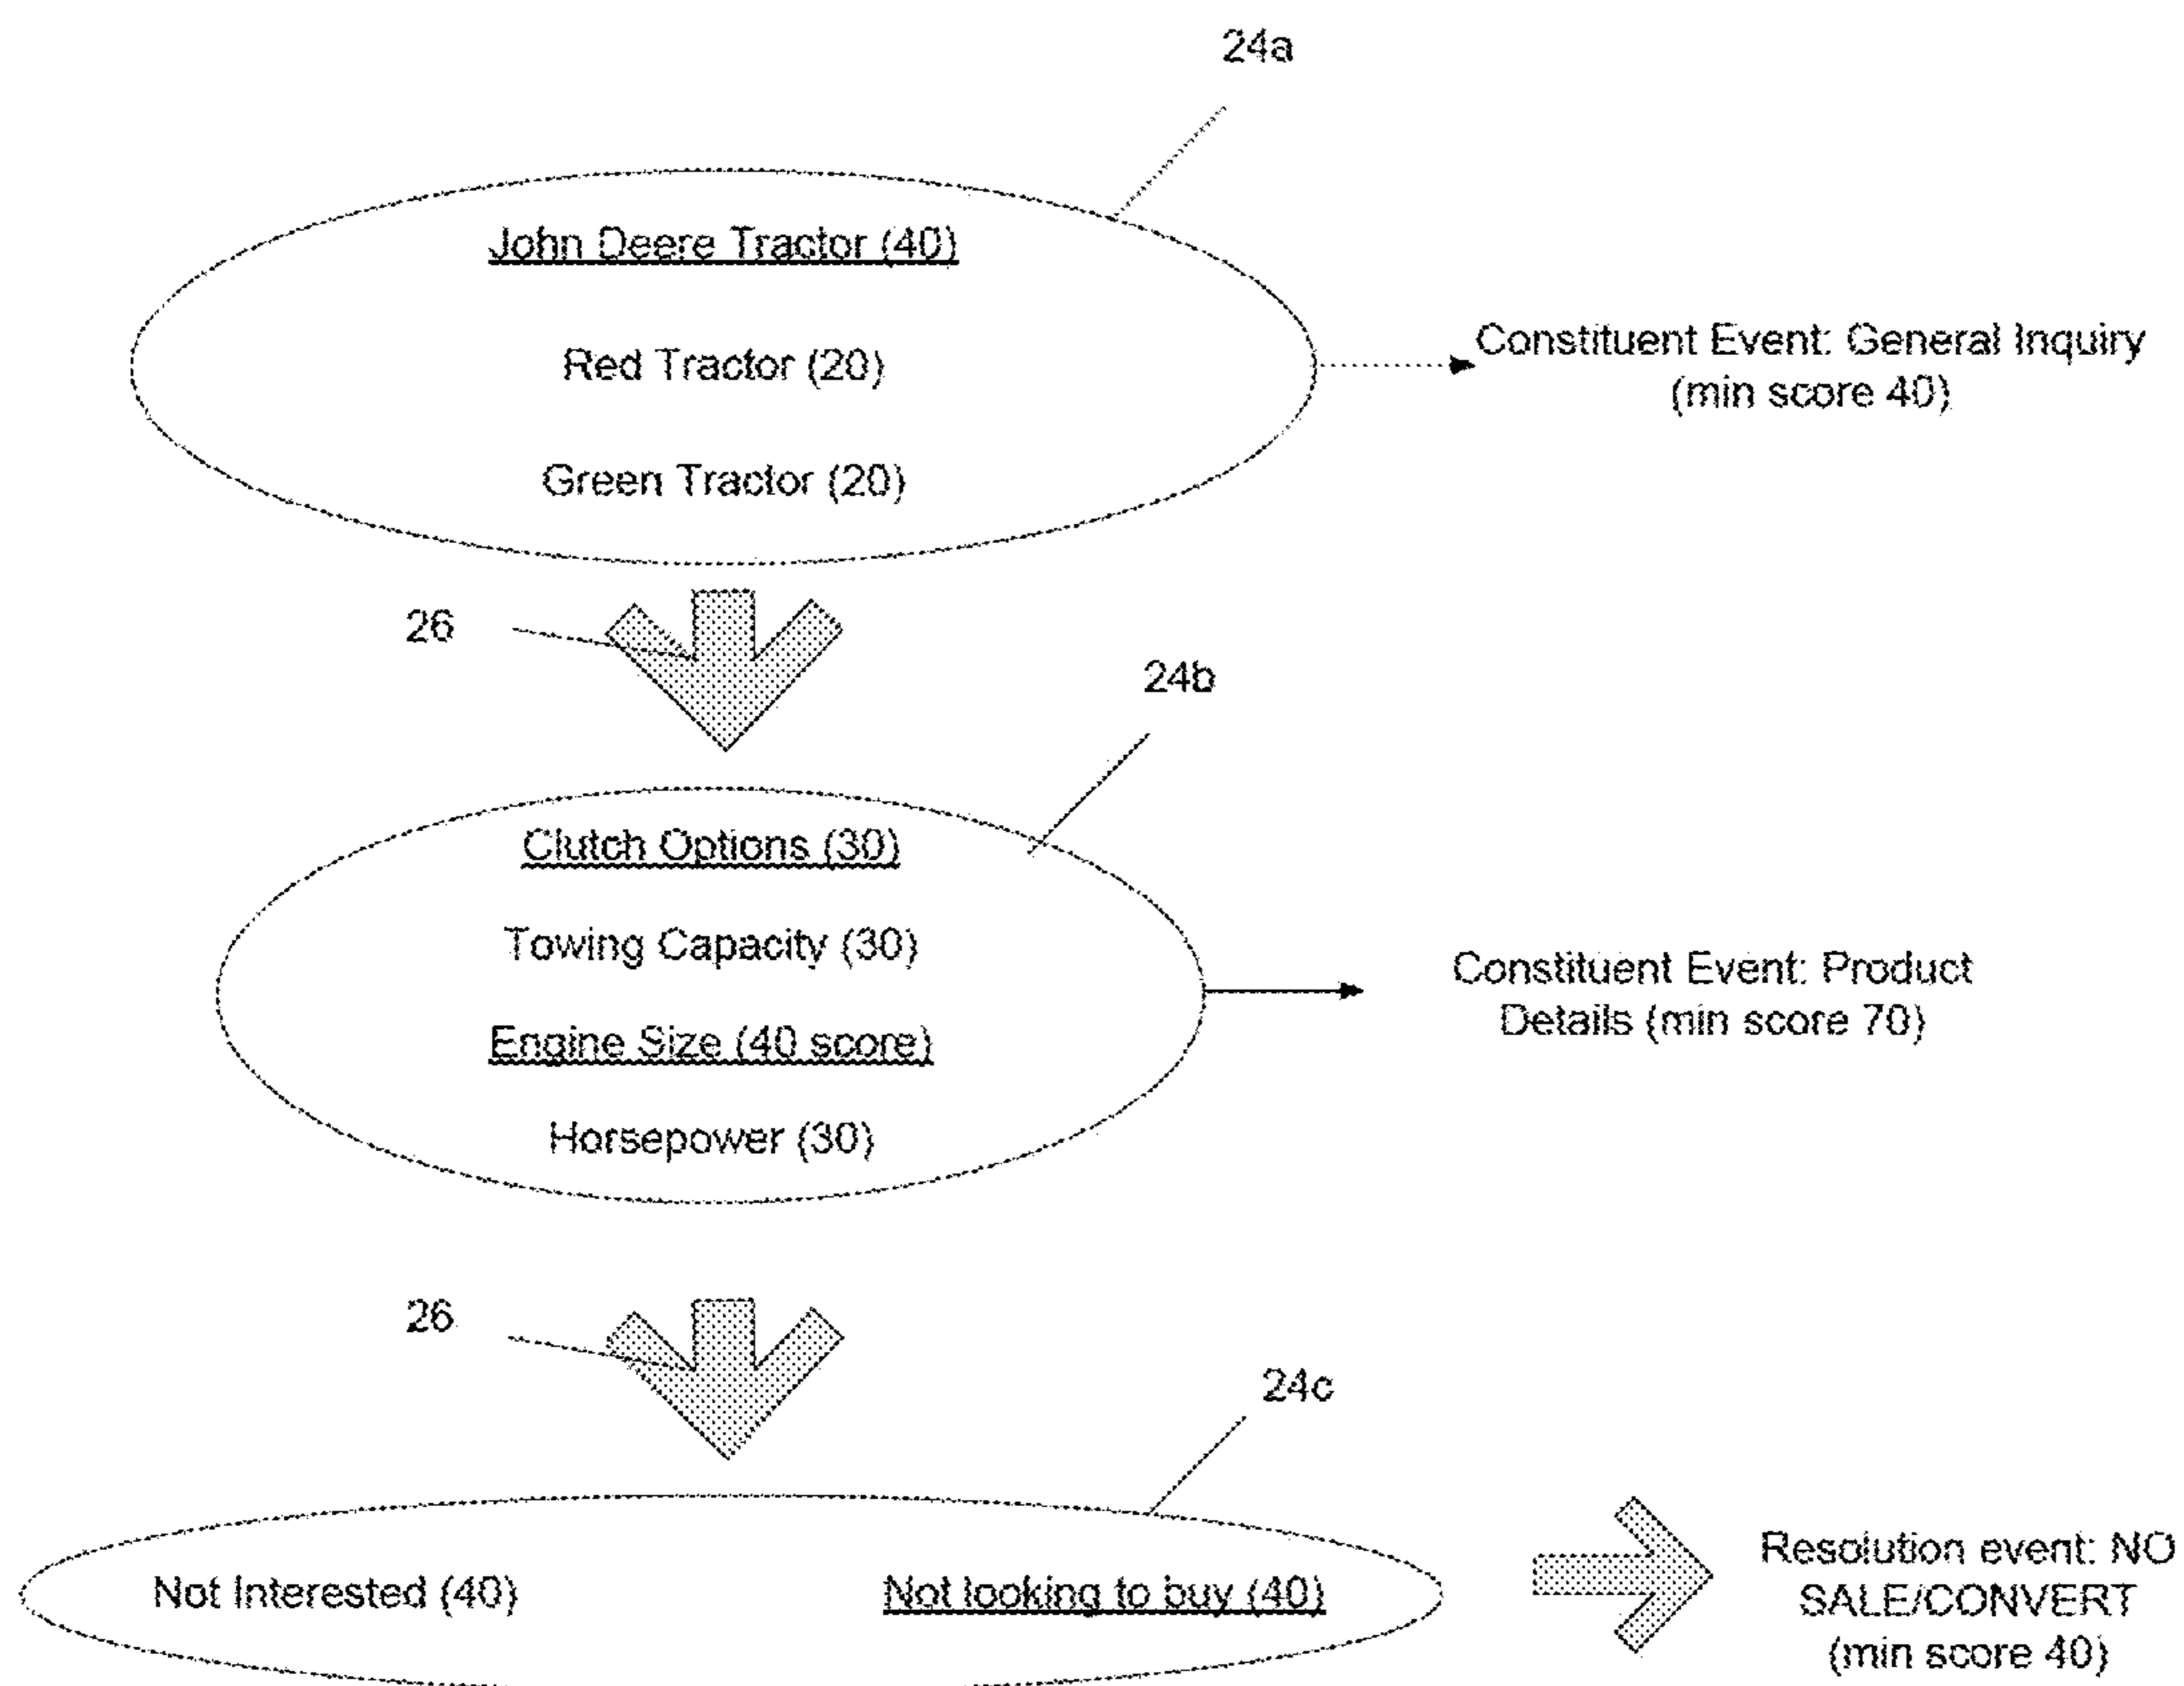 24a
John Deere Tractor (40)
Red Tractor (20)
Green Tractor (20)
Constituent Event: General Inquiry
(min score 40)
26
24b
Clutch Options (30)
Towing Capacity (30)
Engine Size (40 score)
Horsepower (30)
Constituent Event: Product
Details (min score 70)
26
24c
Not Interested (40)
Not looking to buy (40)
Resolution event: NO
SALE/CONVERT
(min score 40)